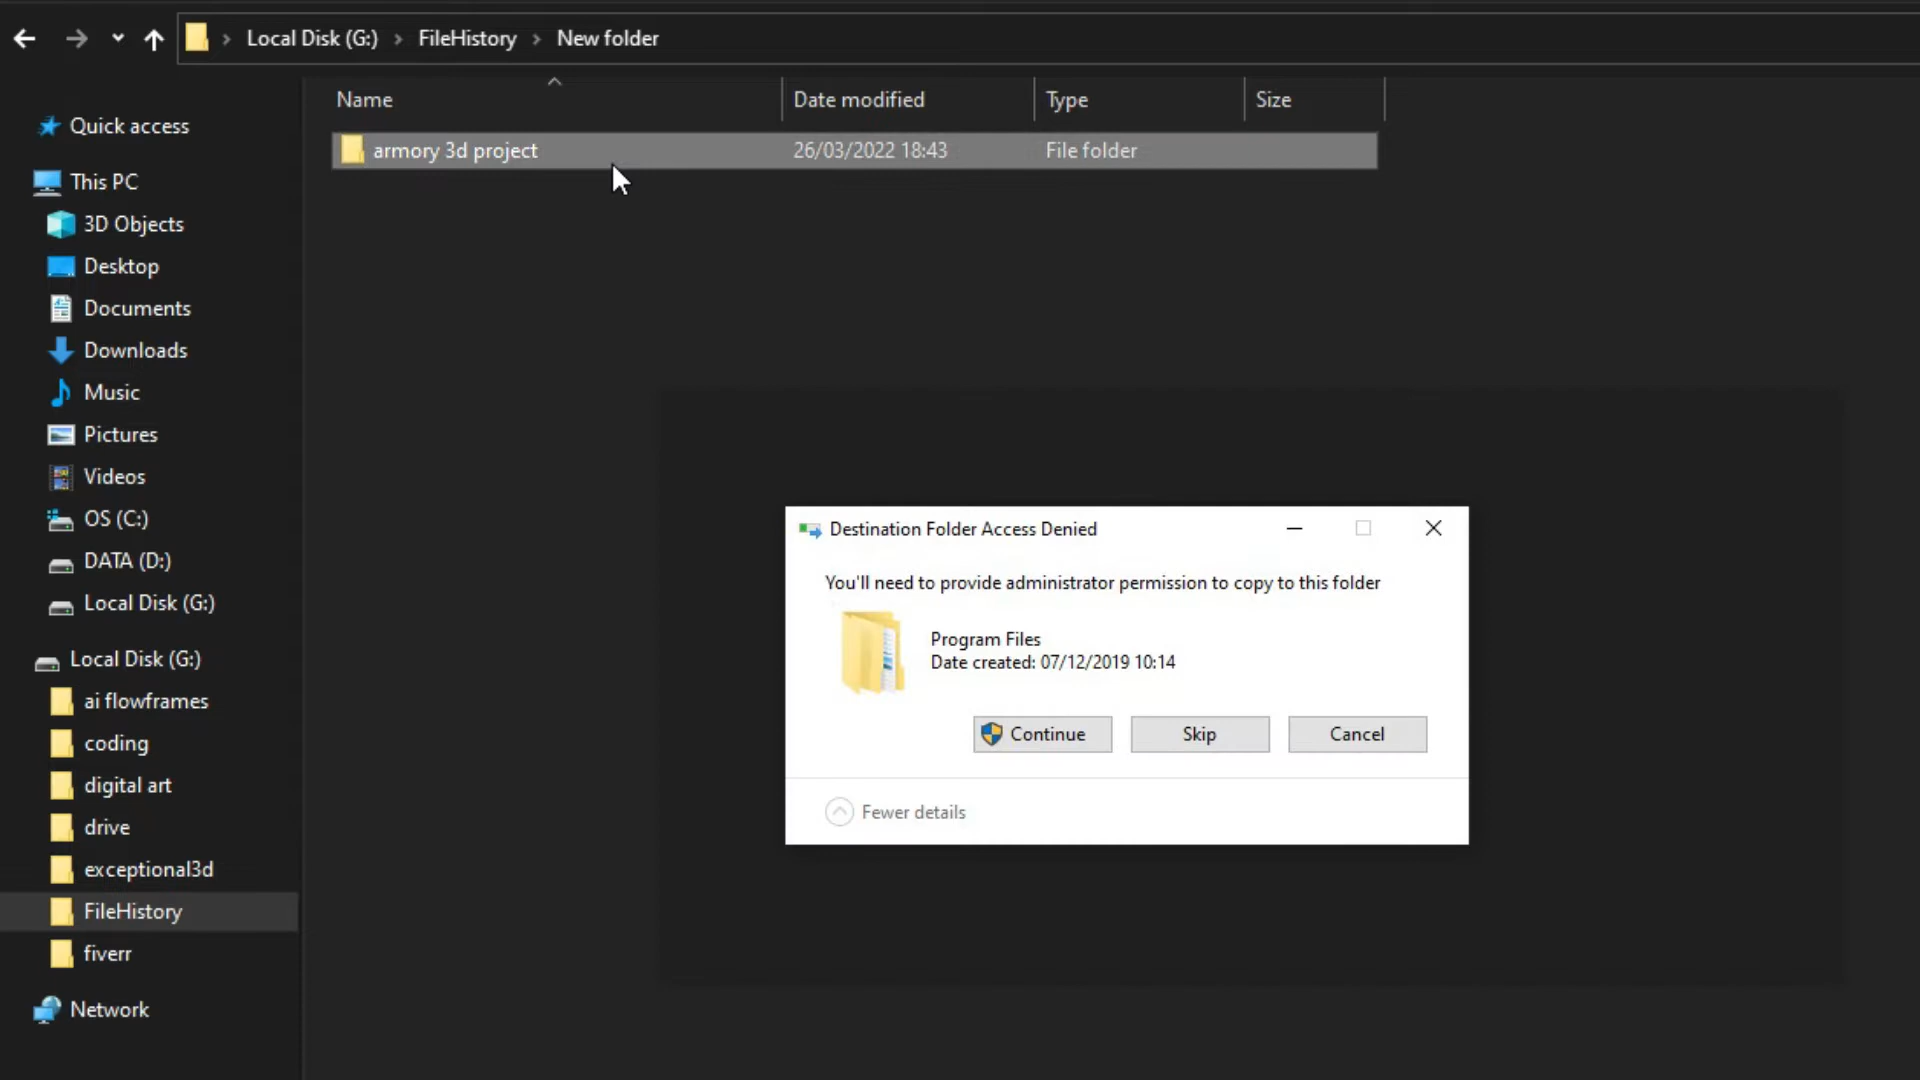 Local Disk (G:) FileHistory New folder
Name Date modified Type Size
armory 3d project 26/03/2022 18:43 File folder
Quick access
This PC
3D Objects
Desktop
Documents
Downloads
Music
Pictures
Videos
OS (C:)
DATA (D:)
Local Disk (G:)
Local Disk (G:)
ai flowframes
coding
digital art
drive
exceptional3d
FileHistory
fiverr
Network
Destination Folder Access Denied
You'll need to provide administrator permission to copy to this folder
Program Files
Date created: 07/12/2019 10:14
Continue Skip Cancel
Fewer details